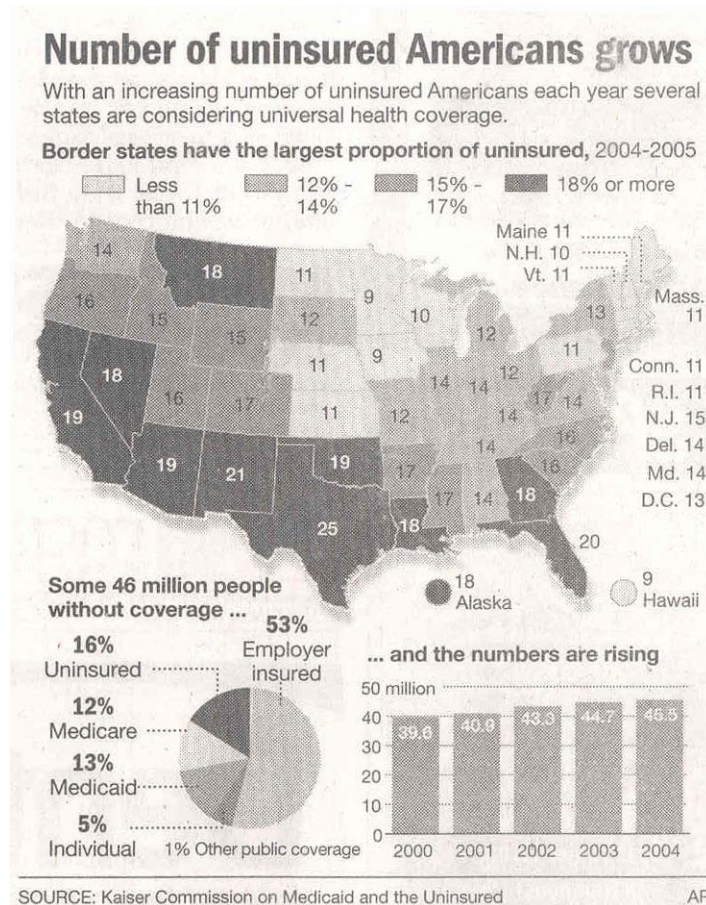 Number of uninsured Americans grows
With an increasing number of uninsured Americans each year several
states are considering universal health coverage.
Border states have the largest proportion of uninsured, 2004-2005
Less
than 11%
12% -
14%
15% -
17%
18% or more
Maine 11
N.H. 10
Vt. 11
Mass.
11
Conn. 11
R.I. 11
N.J. 15
Del. 14
Md. 14
D.C. 13
14
18
11
9
16
15
15
12
10
12
13
11
9
11
18
16
17
11
12
14
14
12
14
17
14
19
19
21
19
17
14
16
16
25
18
17
14
18
20
18
Alaska
9
Hawaii
Some 46 million people
without coverage ...
53%
Employer
insured
16%
Uninsured
12%
Medicare
13%
Medicaid
5%
Individual
1% Other public coverage
... and the numbers are rising
50 million
40
30
20
10
0
39.6
40.9
43.3
44.7
45.5
2000
2001
2002
2003
2004
SOURCE: Kaiser Commission on Medicaid and the Uninsured
AP